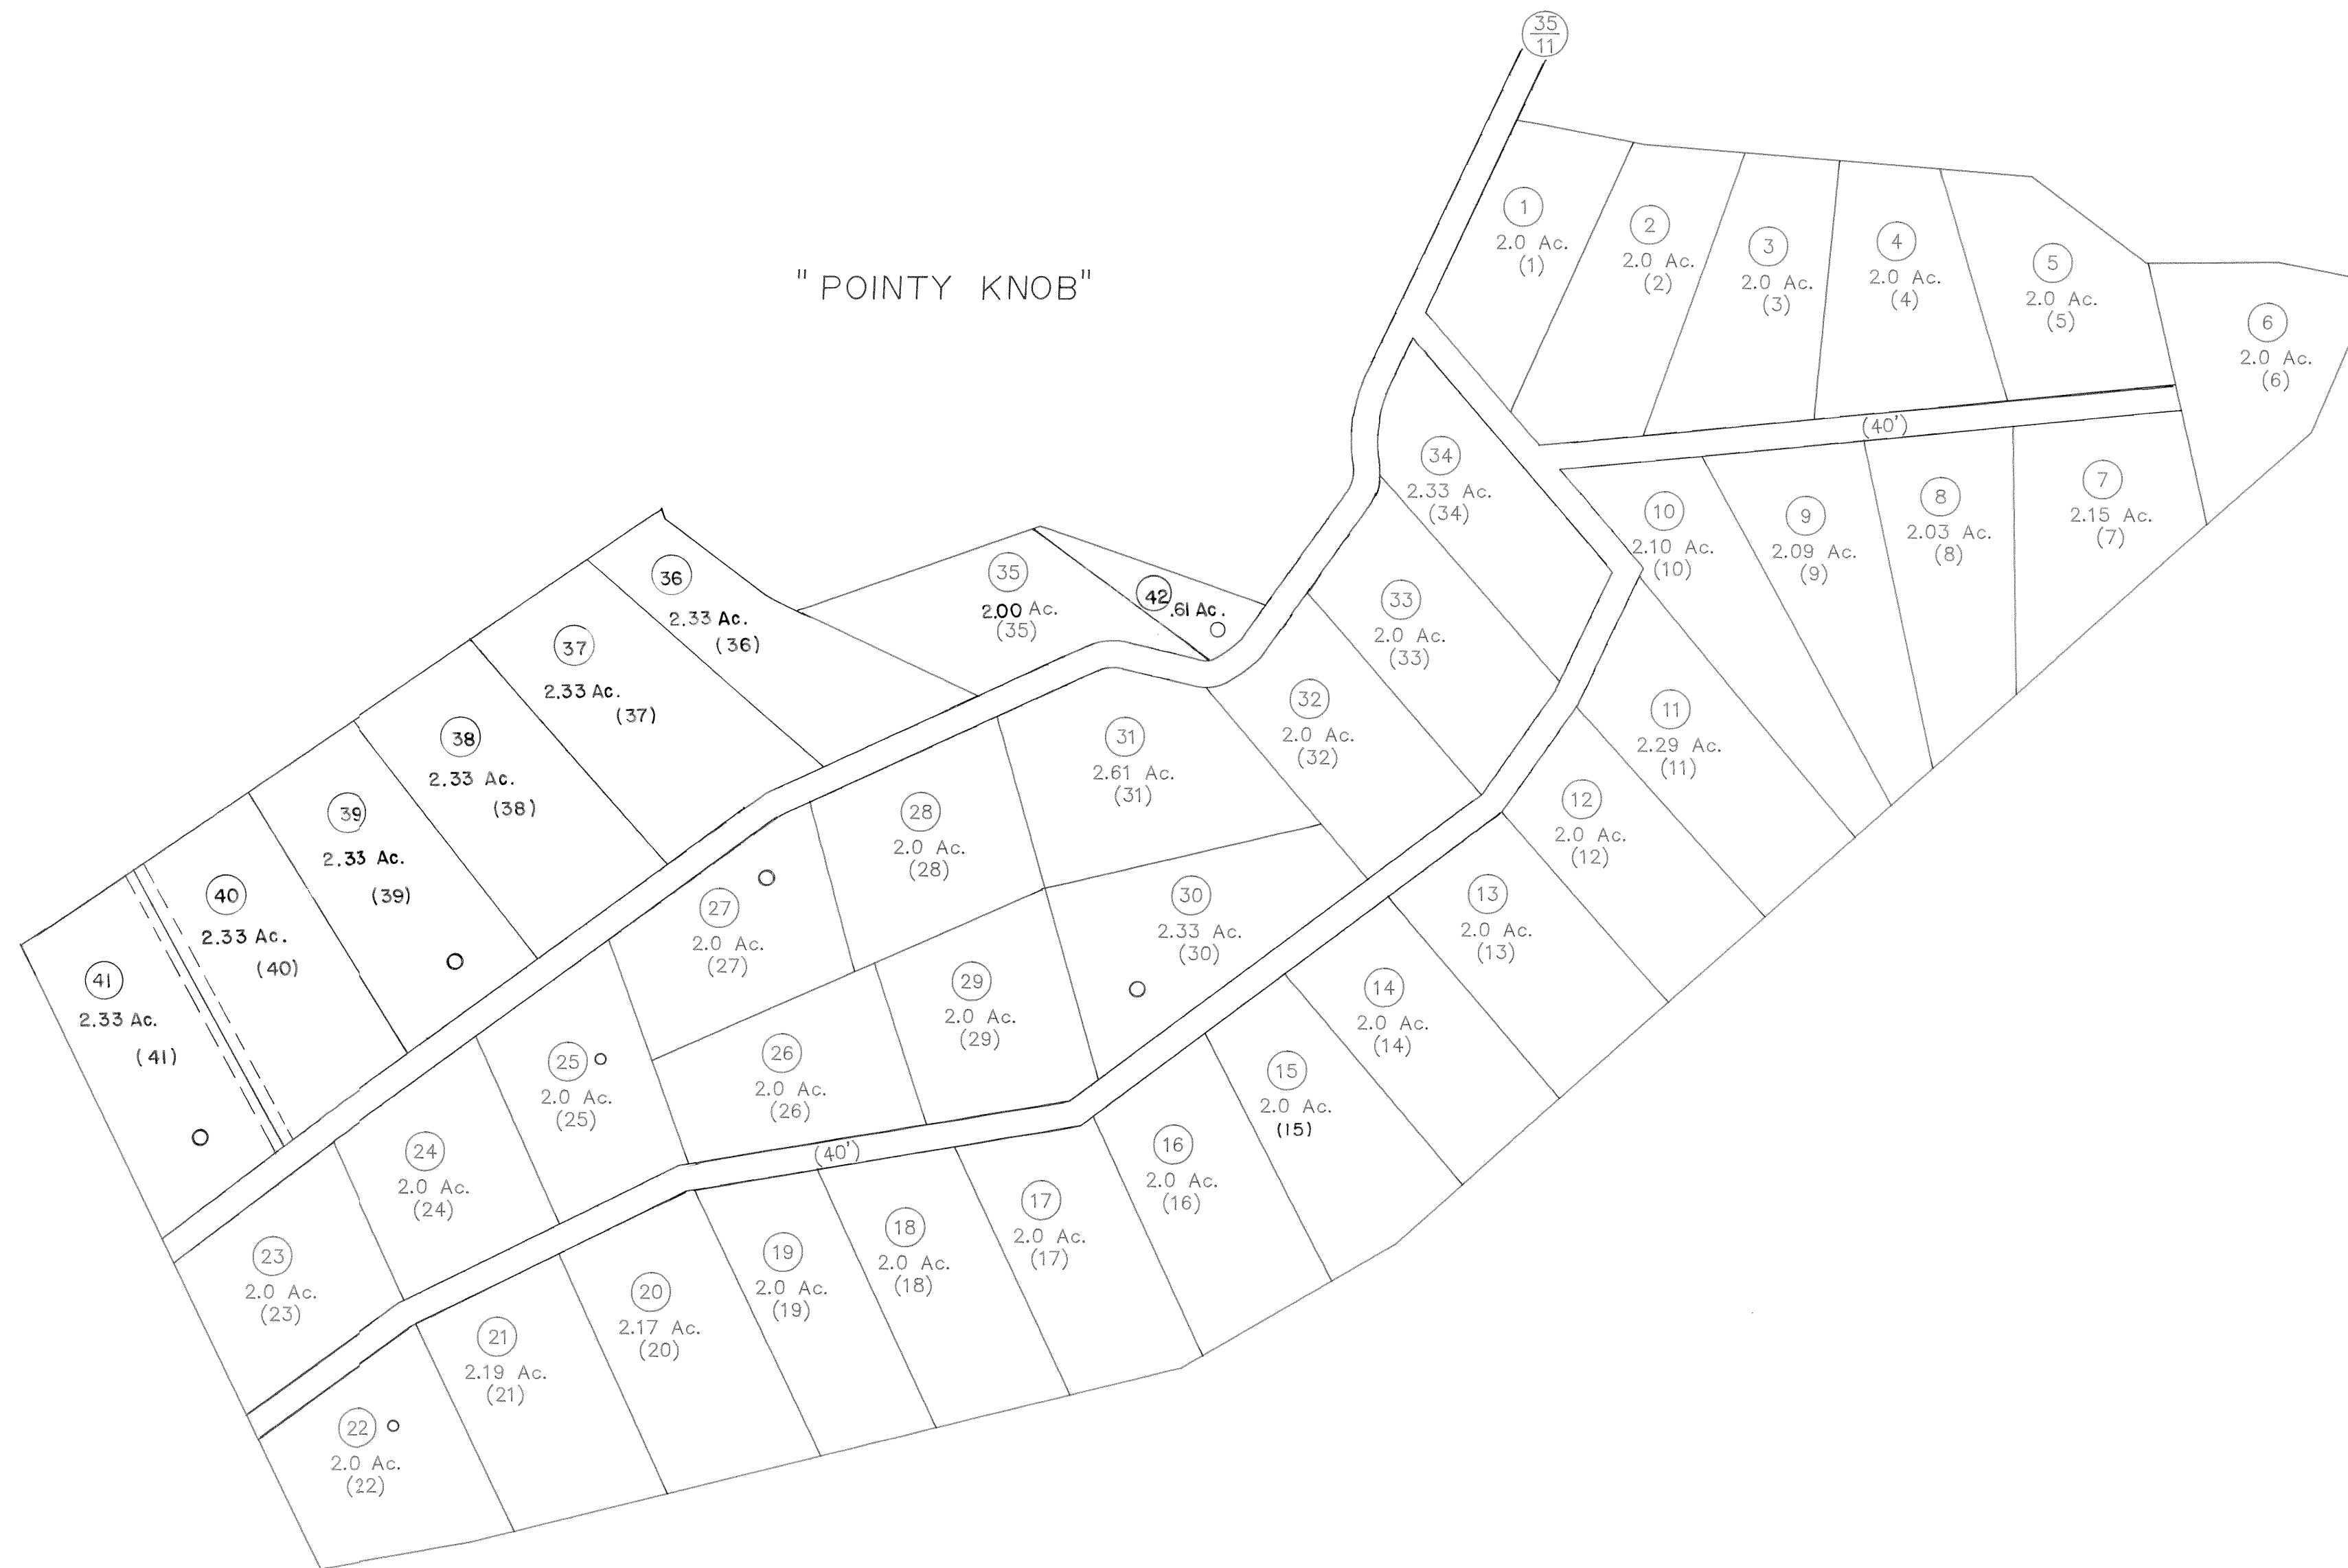 35
11
"POINTY KNOB"
1
2.0 Ac.
(1)
2
2.0 Ac.
(2)
3
2.0 Ac.
(3)
4
2.0 Ac.
(4)
5
2.0 Ac.
(5)
6
2.0 Ac.
(6)
(40')
7
2.15 Ac.
(7)
8
2.03 Ac.
(8)
9
2.09 Ac.
(9)
10
2.10 Ac.
(10)
34
2.33 Ac.
(34)
33
2.0 Ac.
(33)
32
2.0 Ac.
(32)
11
2.29 Ac.
(11)
12
2.0 Ac.
(12)
13
2.0 Ac.
(13)
14
2.0 Ac.
(14)
15
2.0 Ac.
(15)
16
2.0 Ac.
(16)
17
2.0 Ac.
(17)
18
2.0 Ac.
(18)
19
2.0 Ac.
(19)
20
2.17 Ac.
(20)
21
2.19 Ac.
(21)
22
2.0 Ac.
(22)
23
2.0 Ac.
(23)
24
2.0 Ac.
(24)
25
2.0 Ac.
(25)
26
2.0 Ac.
(26)
(40')
27
2.0 Ac.
(27)
28
2.0 Ac.
(28)
29
2.0 Ac.
(29)
30
2.33 Ac.
(30)
31
2.61 Ac.
(31)
42
.61 Ac.
35
2.00 Ac.
(35)
36
2.33 Ac.
(36)
37
2.33 Ac.
(37)
38
2.33 Ac.
(38)
39
2.33 Ac.
(39)
40
2.33 Ac.
(40)
41
2.33 Ac.
(41)